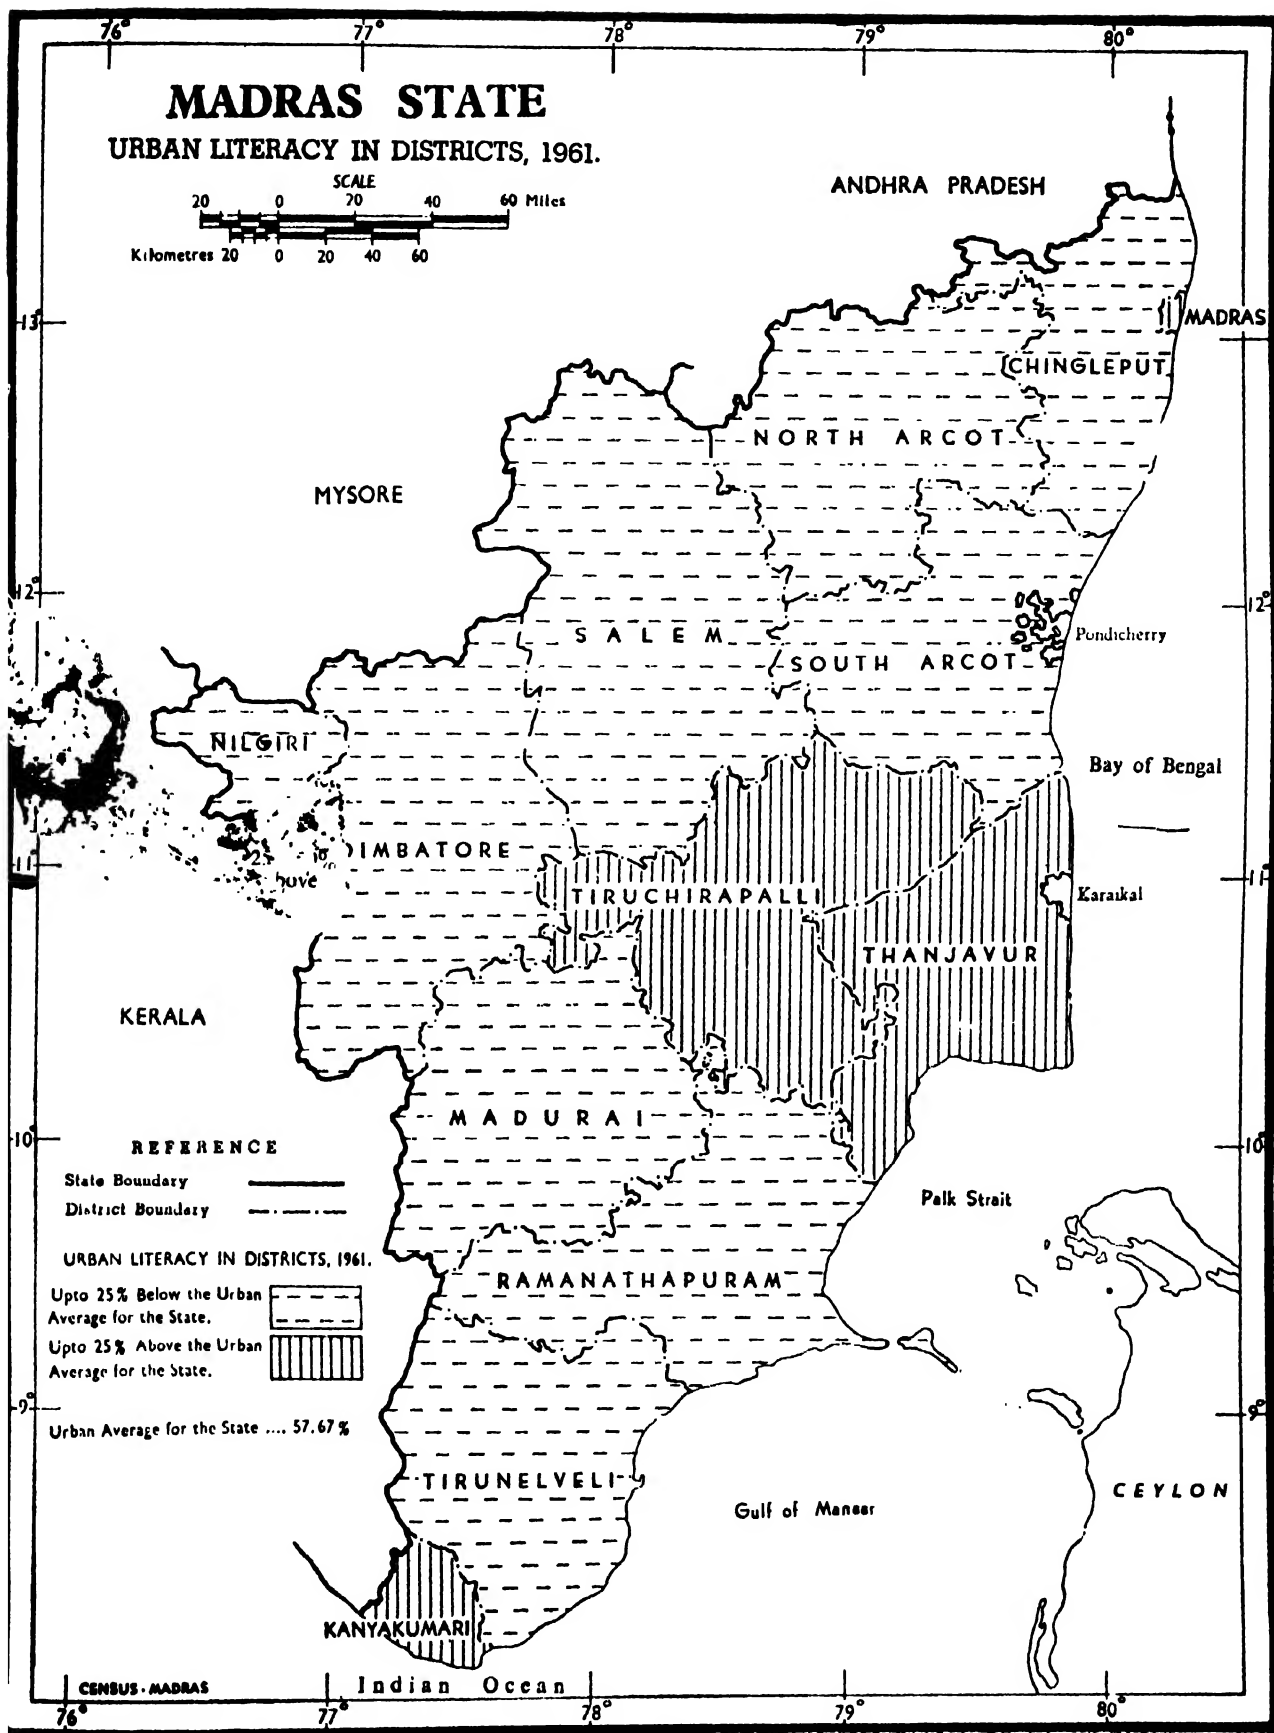 76° 77° 78° 79° 80°
MADRAS STATE
URBAN LITERACY IN DISTRICTS, 1961.
SCALE
20 0 20 40 60 Miles
Kilometres 20 0 20 40 60
ANDHRA PRADESH
13°
MADRAS
CHINGLEPUT
NORTH ARCOT
MYSORE
12° 12°
SALEM
Pondicherry
SOUTH ARCOT
NILGIRI
Bay of Bengal
IMBATORE
11° 11°
TIRUCHIRAPALLI
Karaikal
THANJAVUR
KERALA
MADURAI
10° 10°
REFERENCE
State Boundary
District Boundary
Palk Strait
URBAN LITERACY IN DISTRICTS, 1961.
RAMANATHAPURAM
Upto 25% Below the Urban
Average for the State.
Upto 25% Above the Urban
Average for the State.
9° 9°
Urban Average for the State .... 57.67%
TIRUNELVELI
CEYLON
Gulf of Manaar
KANYAKUMARI
CENSUS · MADRAS
Indian Ocean
76° 77° 78° 79° 80°